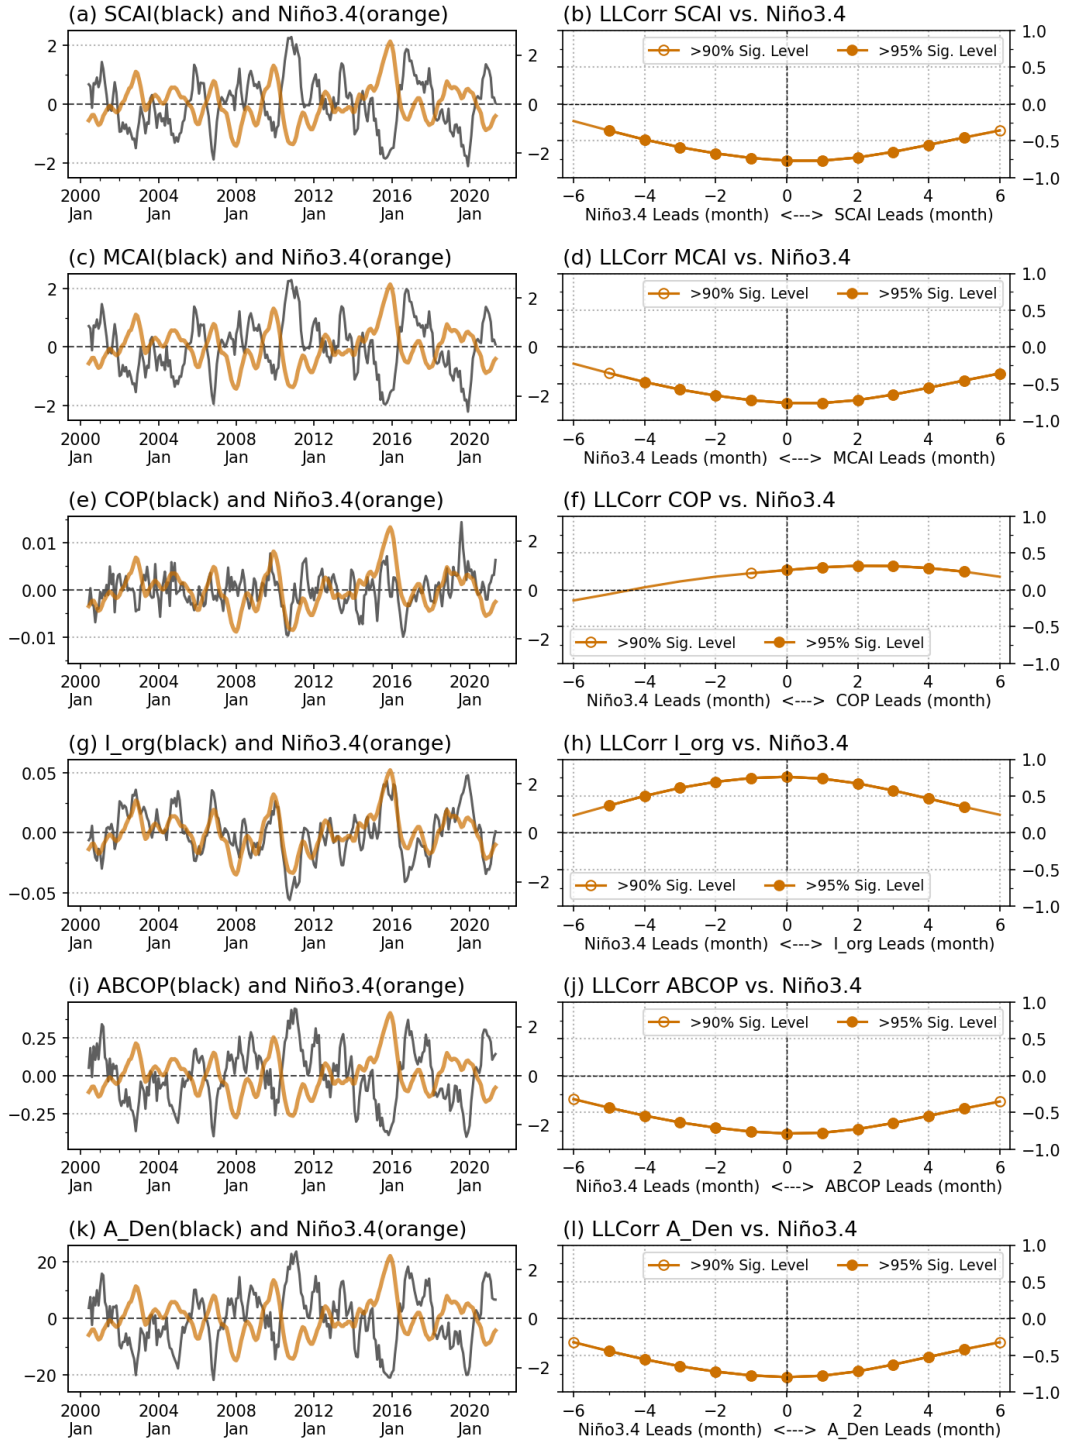 (a) SCAI(black) and Niño3.4(orange)
2
0
−2
2
0
−2
2000 2004 2008 2012 2016 2020
Jan Jan Jan Jan Jan Jan
(b) LLCorr SCAI vs. Niño3.4
>90% Sig. Level >95% Sig. Level
1.0
0.5
0.0
−0.5
−1.0
−6 −4 −2 0 2 4 6
Niño3.4 Leads (month) <---> SCAI Leads (month)
(c) MCAI(black) and Niño3.4(orange)
2
0
−2
2
0
−2
2000 2004 2008 2012 2016 2020
Jan Jan Jan Jan Jan Jan
(d) LLCorr MCAI vs. Niño3.4
>90% Sig. Level >95% Sig. Level
1.0
0.5
0.0
−0.5
−1.0
−6 −4 −2 0 2 4 6
Niño3.4 Leads (month) <---> MCAI Leads (month)
(e) COP(black) and Niño3.4(orange)
0.01
0.00
−0.01
2
0
−2
2000 2004 2008 2012 2016 2020
Jan Jan Jan Jan Jan Jan
(f) LLCorr COP vs. Niño3.4
>90% Sig. Level >95% Sig. Level
1.0
0.5
0.0
−0.5
−1.0
−6 −4 −2 0 2 4 6
Niño3.4 Leads (month) <---> COP Leads (month)
(g) I_org(black) and Niño3.4(orange)
0.05
0.00
−0.05
2
0
−2
2000 2004 2008 2012 2016 2020
Jan Jan Jan Jan Jan Jan
(h) LLCorr I_org vs. Niño3.4
>90% Sig. Level >95% Sig. Level
1.0
0.5
0.0
−0.5
−1.0
−6 −4 −2 0 2 4 6
Niño3.4 Leads (month) <---> I_org Leads (month)
(i) ABCOP(black) and Niño3.4(orange)
0.25
0.00
−0.25
2
0
−2
2000 2004 2008 2012 2016 2020
Jan Jan Jan Jan Jan Jan
(j) LLCorr ABCOP vs. Niño3.4
>90% Sig. Level >95% Sig. Level
1.0
0.5
0.0
−0.5
−1.0
−6 −4 −2 0 2 4 6
Niño3.4 Leads (month) <---> ABCOP Leads (month)
(k) A_Den(black) and Niño3.4(orange)
20
0
−20
2
0
−2
2000 2004 2008 2012 2016 2020
Jan Jan Jan Jan Jan Jan
(l) LLCorr A_Den vs. Niño3.4
>90% Sig. Level >95% Sig. Level
1.0
0.5
0.0
−0.5
−1.0
−6 −4 −2 0 2 4 6
Niño3.4 Leads (month) <---> A_Den Leads (month)